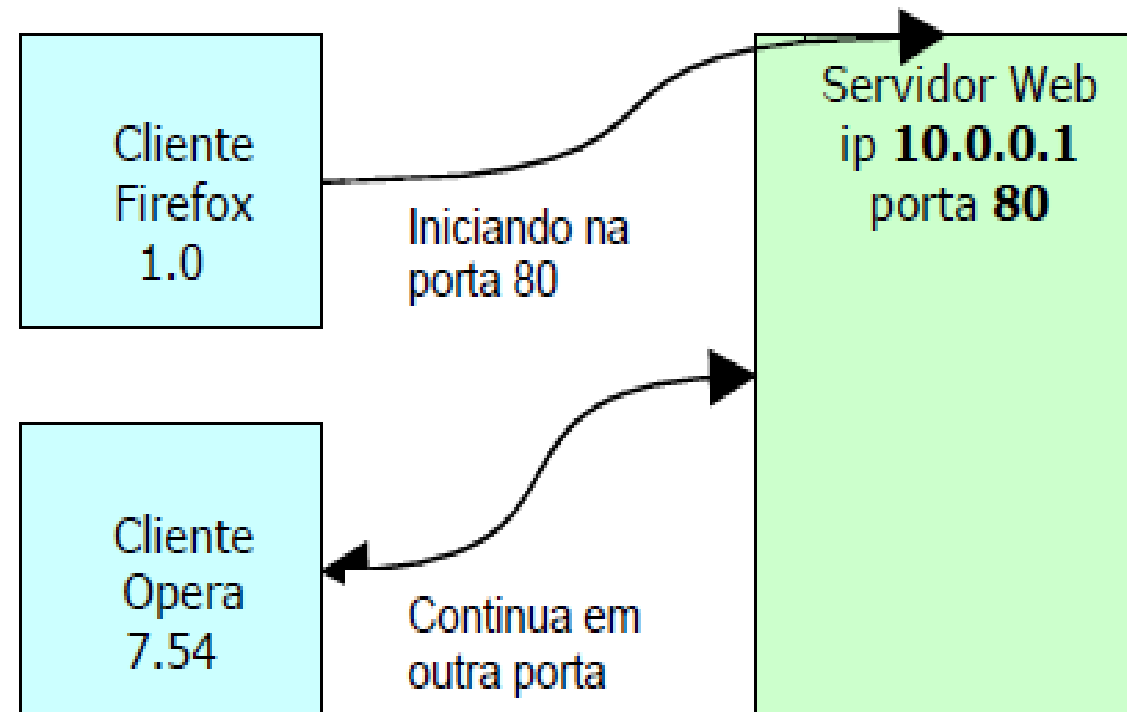 Cliente
Firefox
1.0
Iniciando na
porta 80
Servidor Web
ip 10.0.0.1
porta 80
Cliente
Opera
7.54
Continua em
outra porta